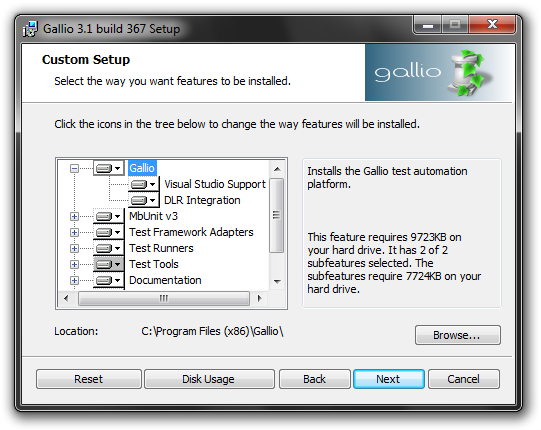 Gallio 3.1 build 367 Setup
Custom Setup
Select the way you want features to be installed.
gallio
Click the icons in the tree below to change the way features will be installed.
Gallio
Visual Studio Support
DLR Integration
MbUnit v3
Test Framework Adapters
Test Runners
Test Tools
Documentation
Installs the Gallio test automation
platform.
This feature requires 9723KB on
your hard drive. It has 2 of 2
subfeatures selected. The
subfeatures require 7724KB on your
hard drive.
Location: C:\Program Files (x86)\Gallio\
Browse...
Reset Disk Usage Back Next Cancel